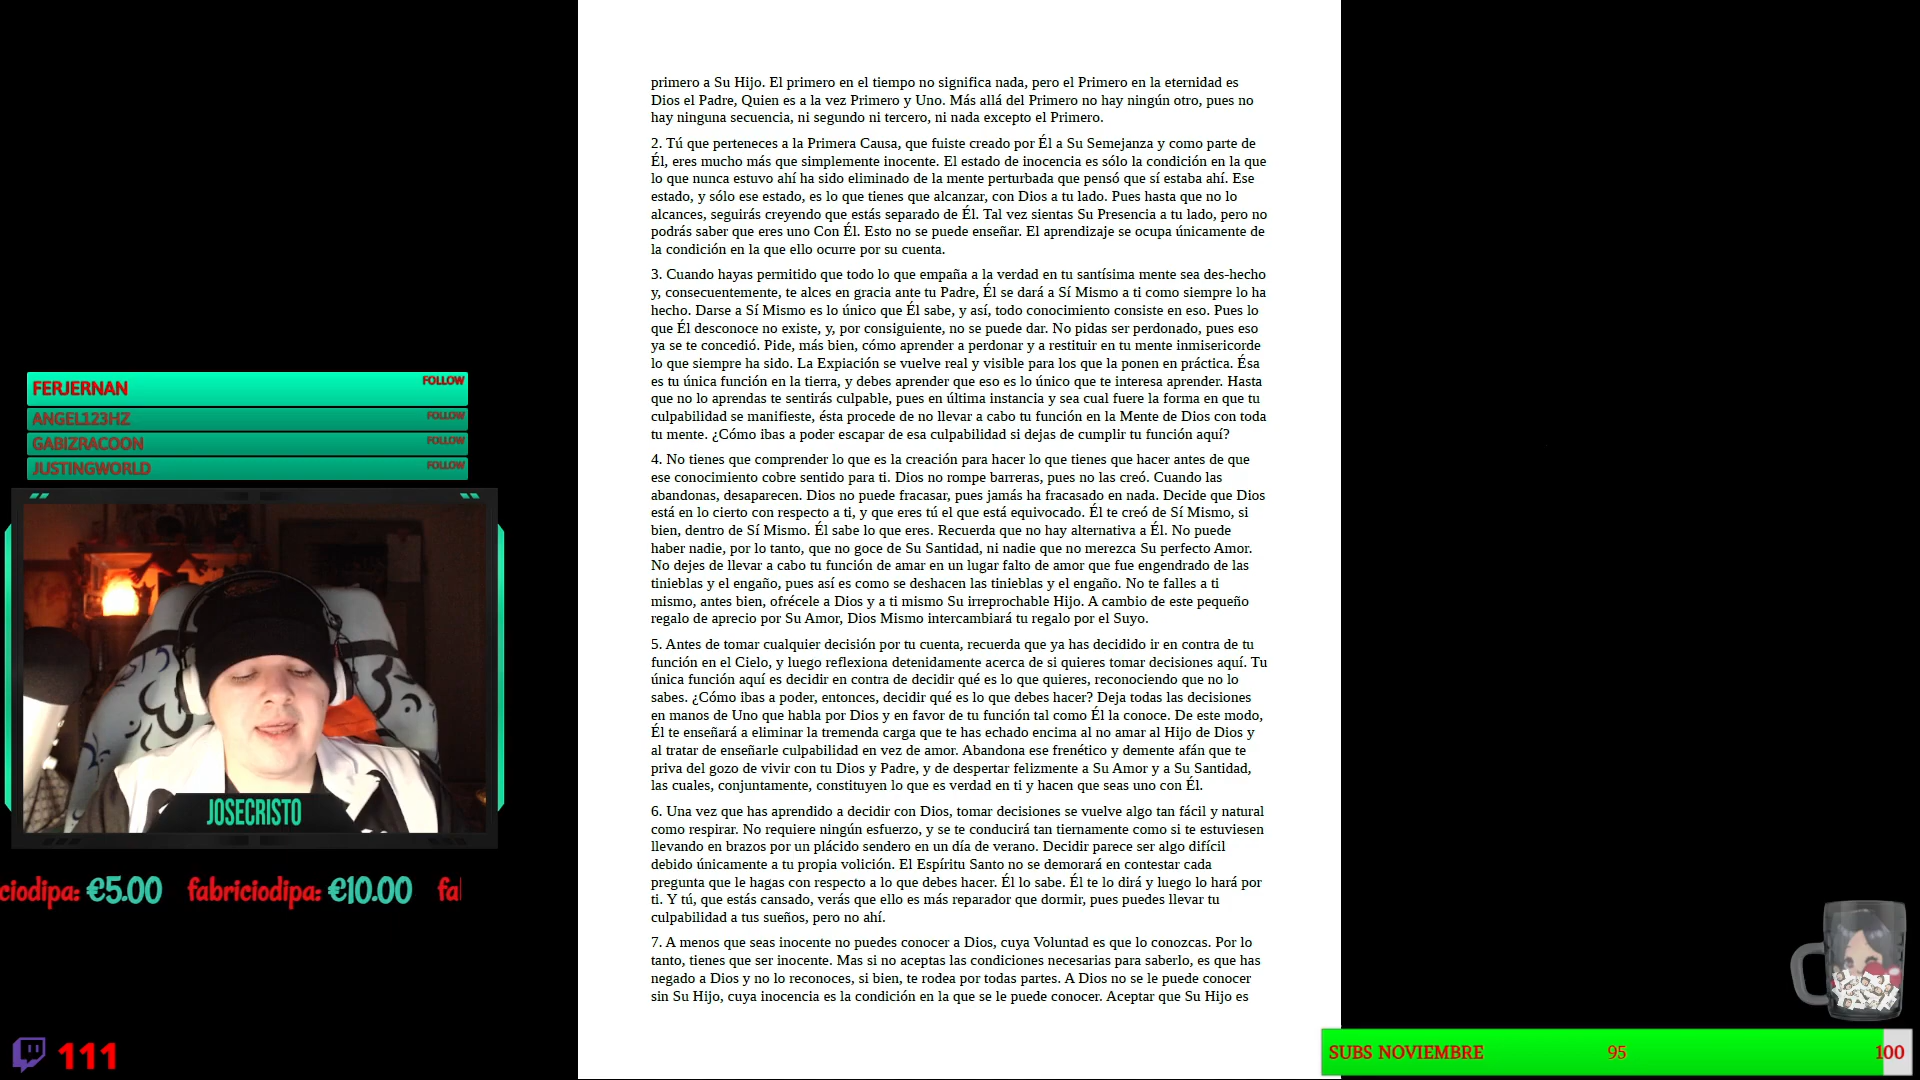 primero a Su Hijo. El primero en el tiempo no significa nada, pero el Primero en la eternidad es
Dios el Padre, Quien es a la vez Primero y Uno. Más allá del Primero no hay ningún otro, pues no
hay ninguna secuencia, ni segundo ni tercero, ni nada excepto el Primero.
2. Tú que perteneces a la Primera Causa, que fuiste creado por Él a Su Semejanza y como parte de
Él, eres mucho más que simplemente inocente. El estado de inocencia es sólo la condición en la que
lo que nunca estuvo ahí ha sido eliminado de la mente perturbada que pensó que sí estaba ahí. Ese
estado, y sólo ese estado, es lo que tienes que alcanzar, con Dios a tu lado. Pues hasta que no lo
alcances, seguirás creyendo que estás separado de Él. Tal vez sientas Su Presencia a tu lado, pero no
podrás saber que eres uno Con Él. Esto no se puede enseñar. El aprendizaje se ocupa únicamente de
la condición en la que ello ocurre por su cuenta.
3. Cuando hayas permitido que todo lo que empaña a la verdad en tu santísima mente sea des-hecho
y, consecuentemente, te alces en gracia ante tu Padre, Él se dará a Sí Mismo a ti como siempre lo ha
hecho. Darse a Sí Mismo es lo único que Él sabe, y así, todo conocimiento consiste en eso. Pues lo
que Él desconoce no existe, y, por consiguiente, no se puede dar. No pidas ser perdonado, pues eso
ya se te concedió. Pide, más bien, cómo aprender a perdonar y a restituir en tu mente inmisericorde
lo que siempre ha sido. La Expiación se vuelve real y visible para los que la ponen en práctica. Ésa
es tu única función en la tierra, y debes aprender que eso es lo único que te interesa aprender. Hasta
que no lo aprendas te sentirás culpable, pues en última instancia y sea cual fuere la forma en que tu
culpabilidad se manifieste, ésta procede de no llevar a cabo tu función en la Mente de Dios con toda
tu mente. ¿Cómo ibas a poder escapar de esa culpabilidad si dejas de cumplir tu función aquí?
4. No tienes que comprender lo que es la creación para hacer lo que tienes que hacer antes de que
ese conocimiento cobre sentido para ti. Dios no rompe barreras, pues no las creó. Cuando las
abandonas, desaparecen. Dios no puede fracasar, pues jamás ha fracasado en nada. Decide que Dios
está en lo cierto con respecto a ti, y que eres tú el que está equivocado. Él te creó de Sí Mismo, si
bien, dentro de Sí Mismo. Él sabe lo que eres. Recuerda que no hay alternativa a Él. No puede
haber nadie, por lo tanto, que no goce de Su Santidad, ni nadie que no merezca Su perfecto Amor.
No dejes de llevar a cabo tu función de amar en un lugar falto de amor que fue engendrado de las
tinieblas y el engaño, pues así es como se deshacen las tinieblas y el engaño. No te falles a ti
mismo, antes bien, ofrécele a Dios y a ti mismo Su irreprochable Hijo. A cambio de este pequeño
regalo de aprecio por Su Amor, Dios Mismo intercambiará tu regalo por el Suyo.
5. Antes de tomar cualquier decisión por tu cuenta, recuerda que ya has decidido ir en contra de tu
función en el Cielo, y luego reflexiona detenidamente acerca de si quieres tomar decisiones aquí. Tu
única función aquí es decidir en contra de decidir qué es lo que quieres, reconociendo que no lo
sabes. ¿Cómo ibas a poder, entonces, decidir qué es lo que debes hacer? Deja todas las decisiones
en manos de Uno que habla por Dios y en favor de tu función tal como Él la conoce. De este modo,
Él te enseñará a eliminar la tremenda carga que te has echado encima al no amar al Hijo de Dios y
al tratar de enseñarle culpabilidad en vez de amor. Abandona ese frenético y demente afán que te
priva del gozo de vivir con tu Dios y Padre, y de despertar felizmente a Su Amor y a Su Santidad,
las cuales, conjuntamente, constituyen lo que es verdad en ti y hacen que seas uno con Él.
6. Una vez que has aprendido a decidir con Dios, tomar decisiones se vuelve algo tan fácil y natural
como respirar. No requiere ningún esfuerzo, y se te conducirá tan tiernamente como si te estuviesen
llevando en brazos por un plácido sendero en un día de verano. Decidir parece ser algo difícil
debido únicamente a tu propia volición. El Espíritu Santo no se demorará en contestar cada
pregunta que le hagas con respecto a lo que debes hacer. Él lo sabe. Él te lo dirá y luego lo hará por
ti. Y tú, que estás cansado, verás que ello es más reparador que dormir, pues puedes llevar tu
culpabilidad a tus sueños, pero no ahí.
7. A menos que seas inocente no puedes conocer a Dios, cuya Voluntad es que lo conozcas. Por lo
tanto, tienes que ser inocente. Mas si no aceptas las condiciones necesarias para saberlo, es que has
negado a Dios y no lo reconoces, si bien, te rodea por todas partes. A Dios no se le puede conocer
sin Su Hijo, cuya inocencia es la condición en la que se le puede conocer. Aceptar que Su Hijo es
FERJERNAN FOLLOW
ANGEL123HZ FOLLOW
GABIZRACOON FOLLOW
JUSTINGWORLD FOLLOW
JOSECRISTO
ciodipa: €5.00 fabriciodipa: €10.00 fa
111
SUBS NOVIEMBRE 95 100